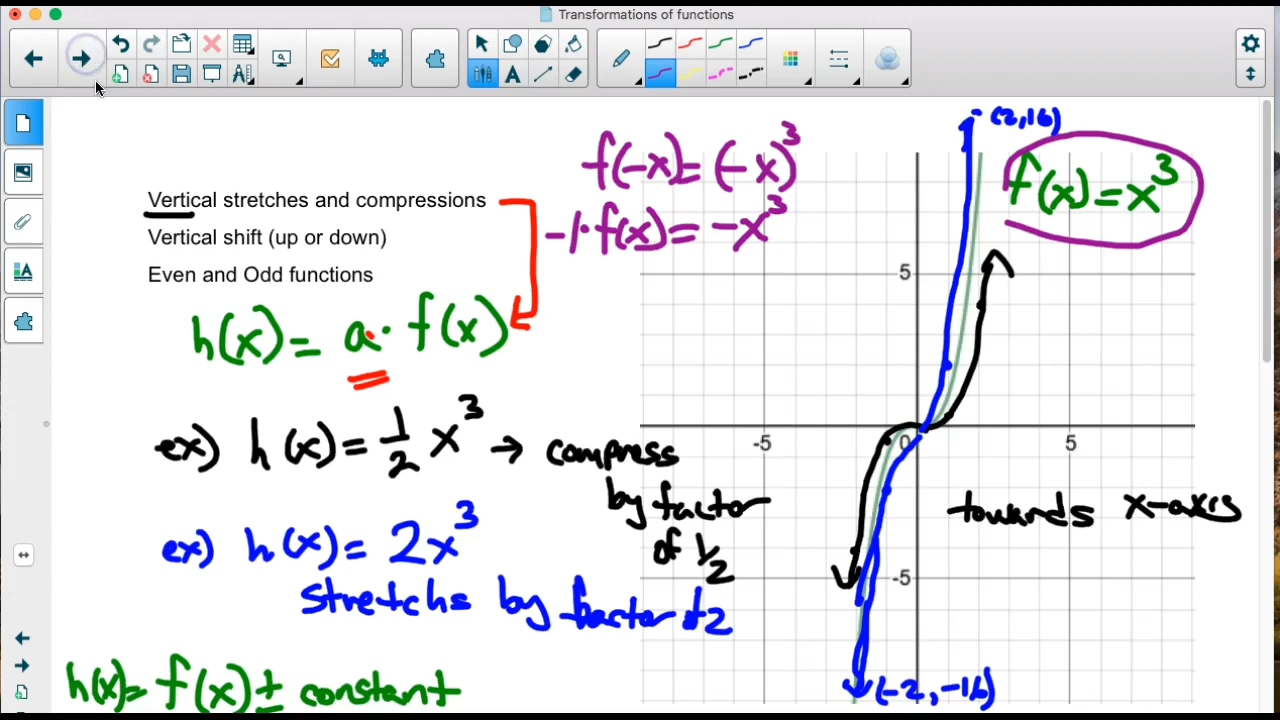 Transformations of functions
Vertical stretches and compressions
Vertical shift (up or down)
Even and Odd functions
h(x) = a · f(x)
ex) h(x) = 1/2 x³ → compress
by factor
of 1/2
towards x-axis
ex) h(x) = 2x³
stretchs by factor of 2
h(x) = f(x) ± constant
f(-x) = (-x)³
-1 · f(x) = -x³
f(x) = x³
(2, 16)
5
-5
0
5
-5
(-2, -16)